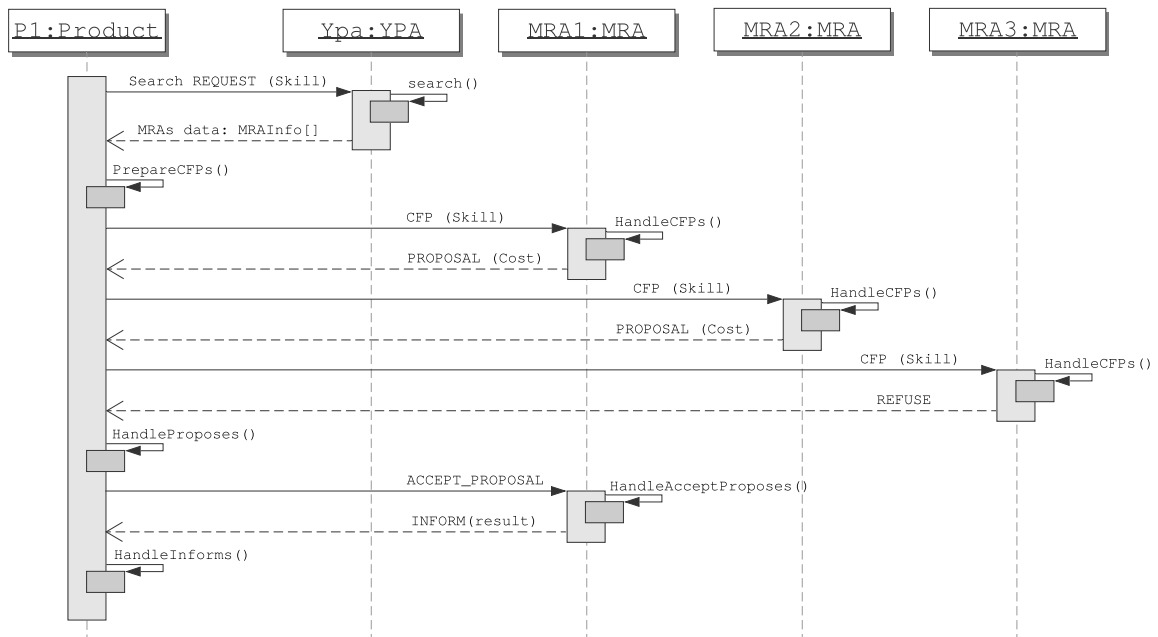 P1:Product
Ypa:YPA
MRA1:MRA
MRA2:MRA
MRA3:MRA
Search REQUEST (Skill)
search()
MRAs data: MRAInfo[]
PrepareCFPs()
CFP (Skill)
HandleCFPs()
PROPOSAL (Cost)
CFP (Skill)
HandleCFPs()
PROPOSAL (Cost)
CFP (Skill)
HandleCFPs()
REFUSE
HandleProposes()
ACCEPT_PROPOSAL
HandleAcceptProposes()
INFORM(result)
HandleInforms()